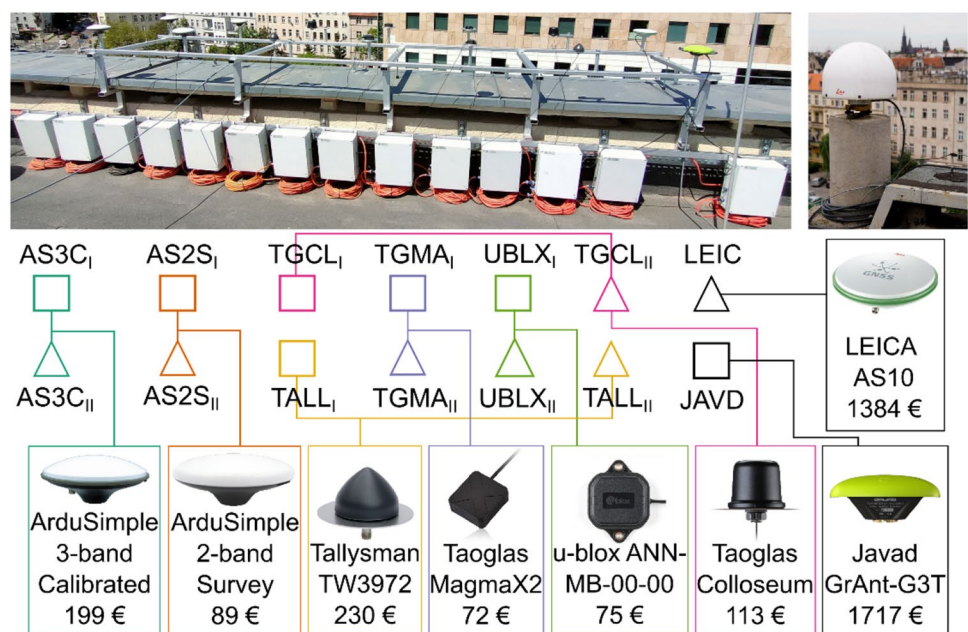 AS3C_I AS2S_I TGCL_I TGMA_I UBLX_I TGCL_II LEIC
GNSS
LEICA
AS10
1384 €
AS3C_II AS2S_II TALL_I TGMA_II UBLX_II TALL_II JAVD
ArduSimple
3-band
Calibrated
199 €
ArduSimple
2-band
Survey
89 €
Tallysman
TW3972
230 €
Taoglas
MagmaX2
72 €
u-blox
u-blox ANN-
MB-00-00
75 €
Taoglas
Colloseum
113 €
Javad
GrAnt-G3T
1717 €